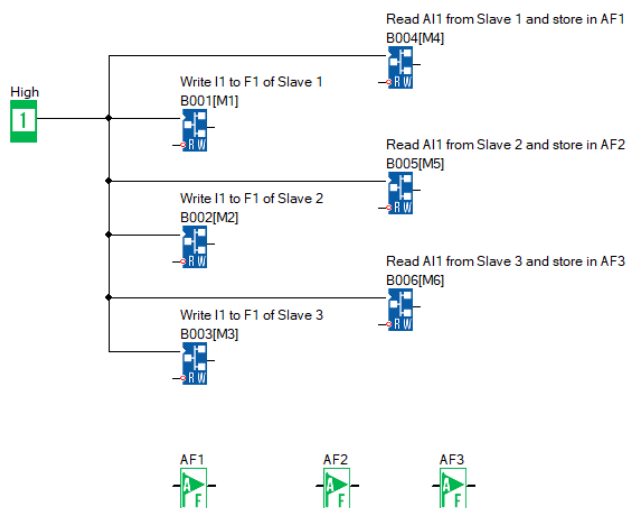 Read AI1 from Slave 1 and store in AF1
B004[M4]
R W
High
1
Write I1 to F1 of Slave 1
B001[M1]
R W
Read AI1 from Slave 2 and store in AF2
B005[M5]
R W
Write I1 to F1 of Slave 2
B002[M2]
R W
Read AI1 from Slave 3 and store in AF3
B006[M6]
R W
Write I1 to F1 of Slave 3
B003[M3]
R W
AF1
A
F
AF2
A
F
AF3
A
F